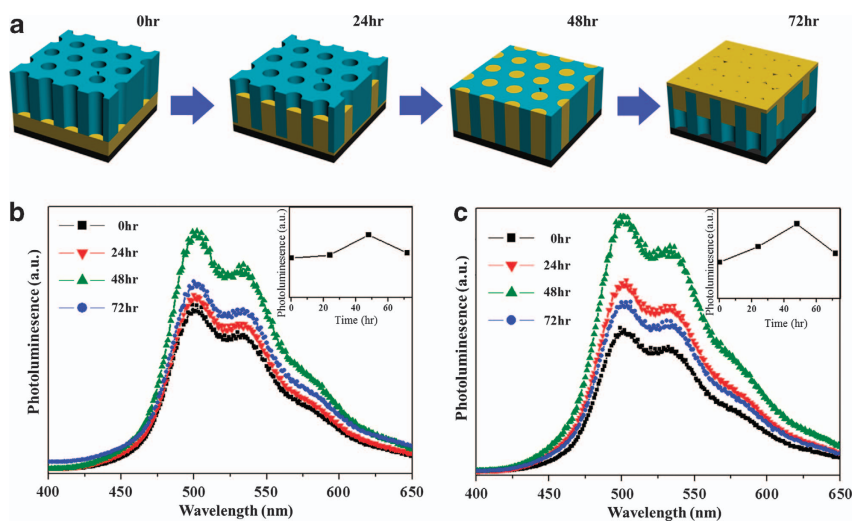 a
0hr 24hr 48hr 72hr
b
Photoluminesence (a.u.)
0hr
24hr
48hr
72hr
Photoluminesence (a.u.)
0 20 40 60
Time (hr)
400 450 500 550 600 650
Wavelength (nm)
c
Photoluminesence (a.u.)
0hr
24hr
48hr
72hr
Photoluminesence (a.u.)
0 20 40 60
Time (hr)
400 450 500 550 600 650
Wavelength (nm)